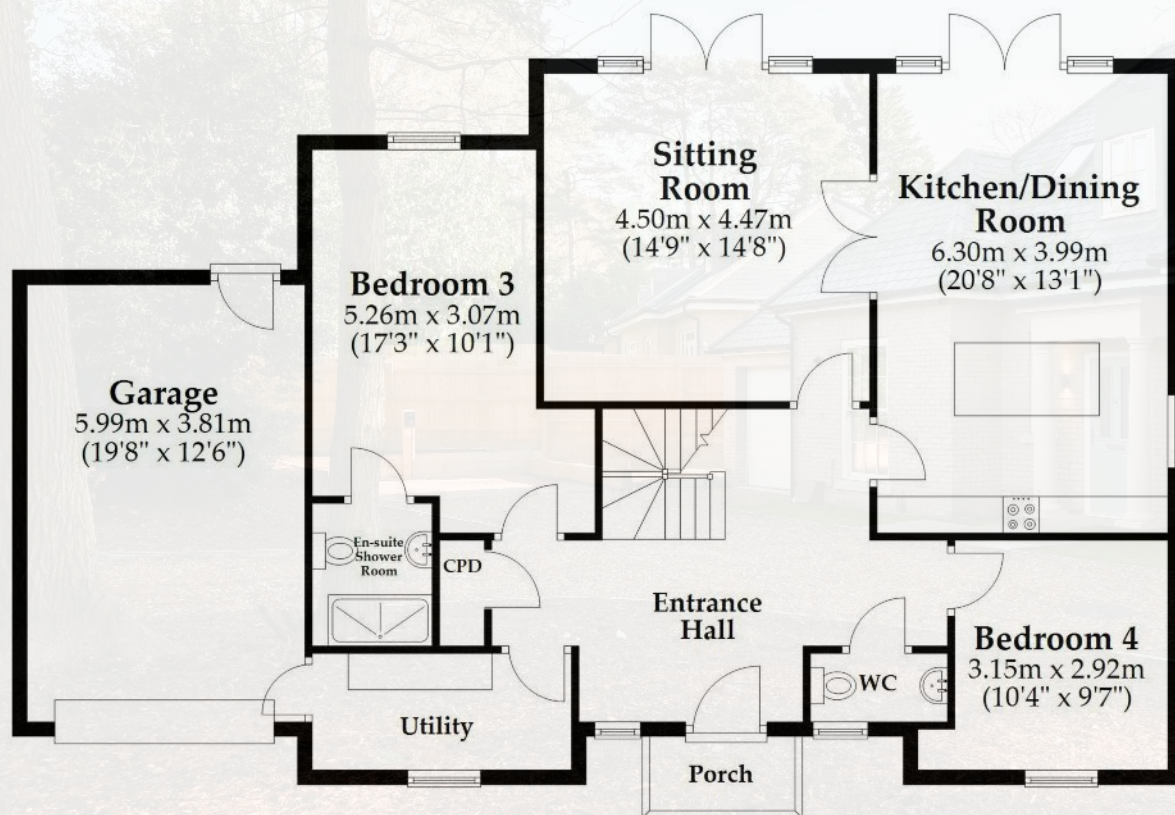 Sitting
Room
4.50m x 4.47m
(14'9" x 14'8")
Kitchen/Dining
Room
6.30m x 3.99m
(20'8" x 13'1")
Bedroom 3
5.26m x 3.07m
(17'3" x 10'1")
Garage
5.99m x 3.81m
(19'8" x 12'6")
En-suite
Shower
Room
CPD
Entrance
Hall
Bedroom 4
3.15m x 2.92m
(10'4" x 9'7")
WC
Utility
Porch